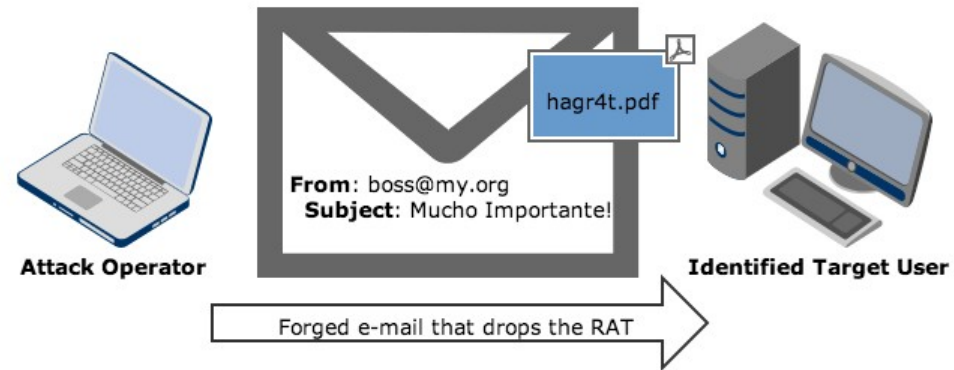 hagr4t.pdf
From: boss@my.org
Subject: Mucho Importante!
Attack Operator
Identified Target User
Forged e-mail that drops the RAT